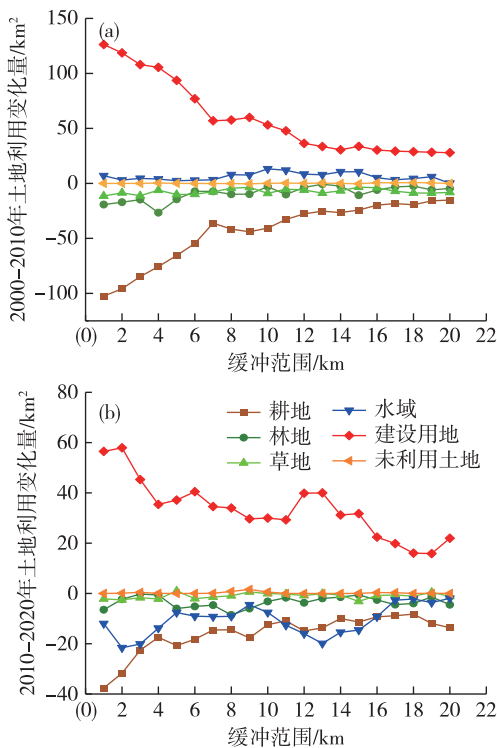 (a)
2000−2010年土地利用变化量/km²
150
100
50
0
−50
−100
(0) 2 4 6 8 10 12 14 16 18 20 22
缓冲范围/km
(b)
2010−2020年土地利用变化量/km²
80
60
40
20
0
−20
−40
耕地 水域
林地 建设用地
草地 未利用土地
(0) 2 4 6 8 10 12 14 16 18 20 22
缓冲范围/km